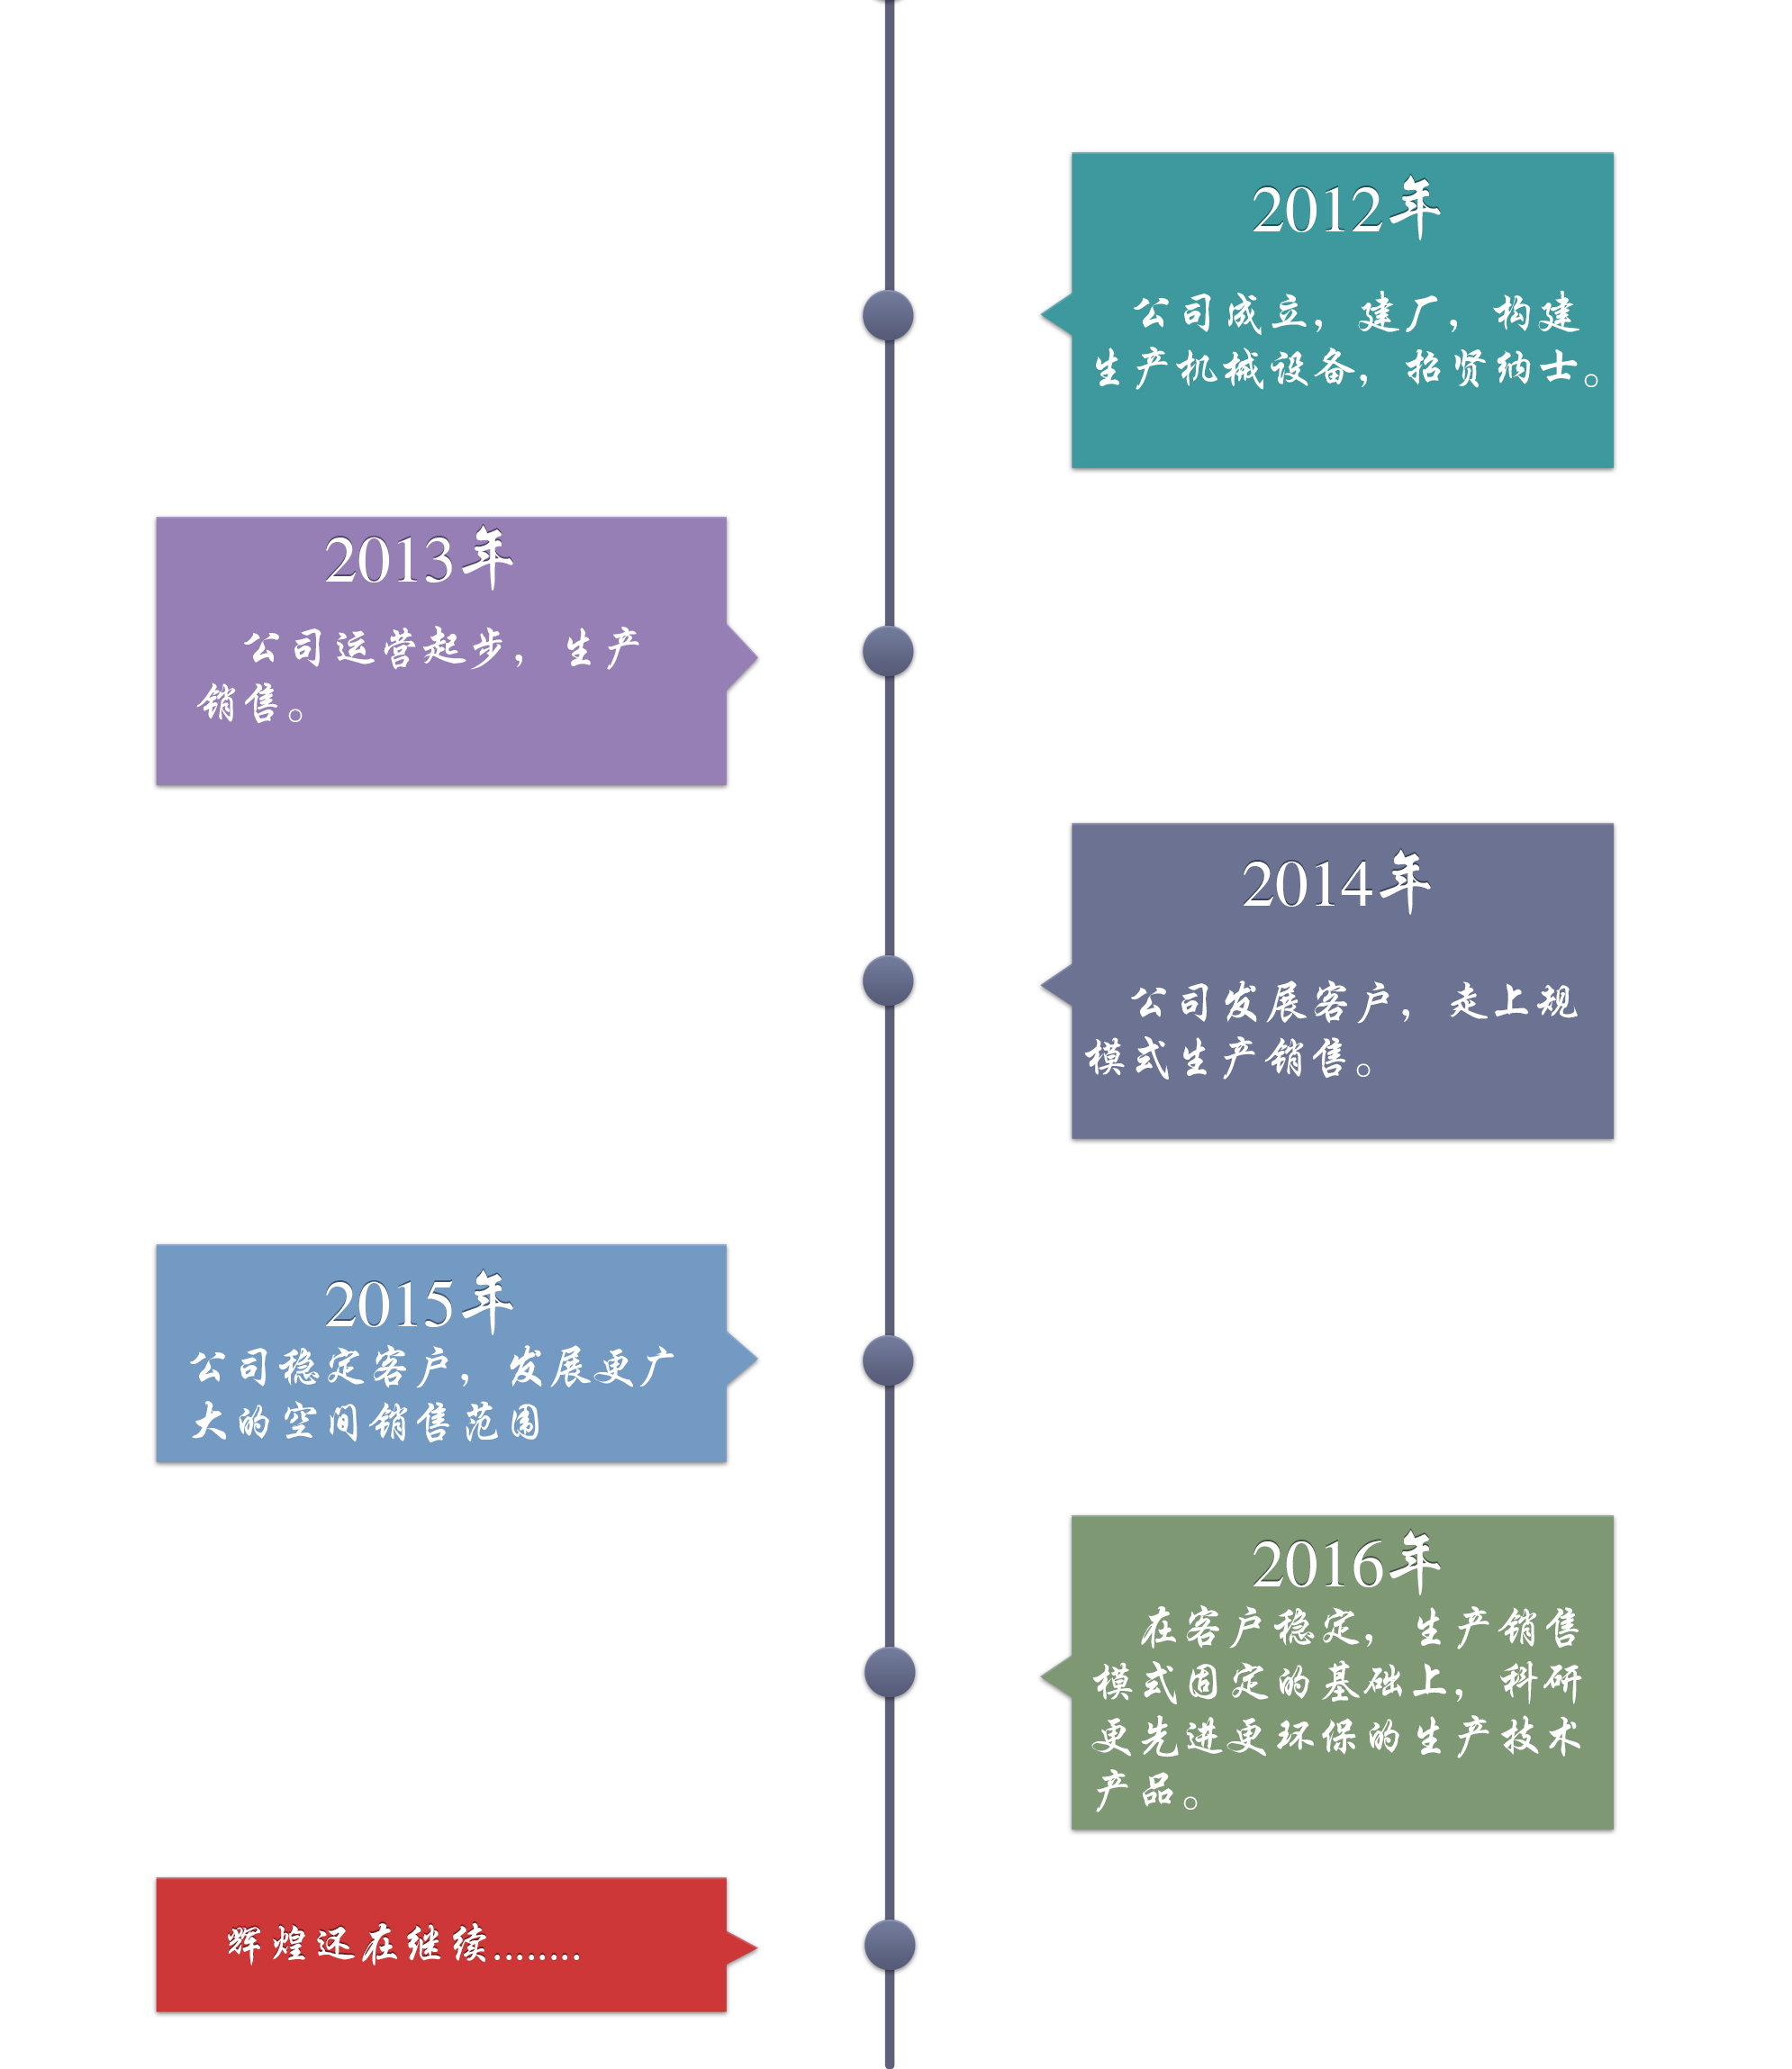 2012年
公司成立，建厂，构建
生产机械设备，招贤纳士。
2013年
公司运营起步，生产
销售。
2014年
公司发展客户，走上规
模式生产销售。
2015年
公司稳定客户，发展更广
大的空间销售范围
2016年
在客户稳定，生产销售
模式固定的基础上，科研
更先进更环保的生产技术
产品。
辉煌还在继续........